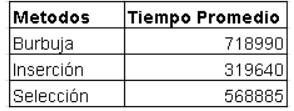 Metodos Tiempo Promedio
Burbuja 718990
Inserción 319640
Selección 568885